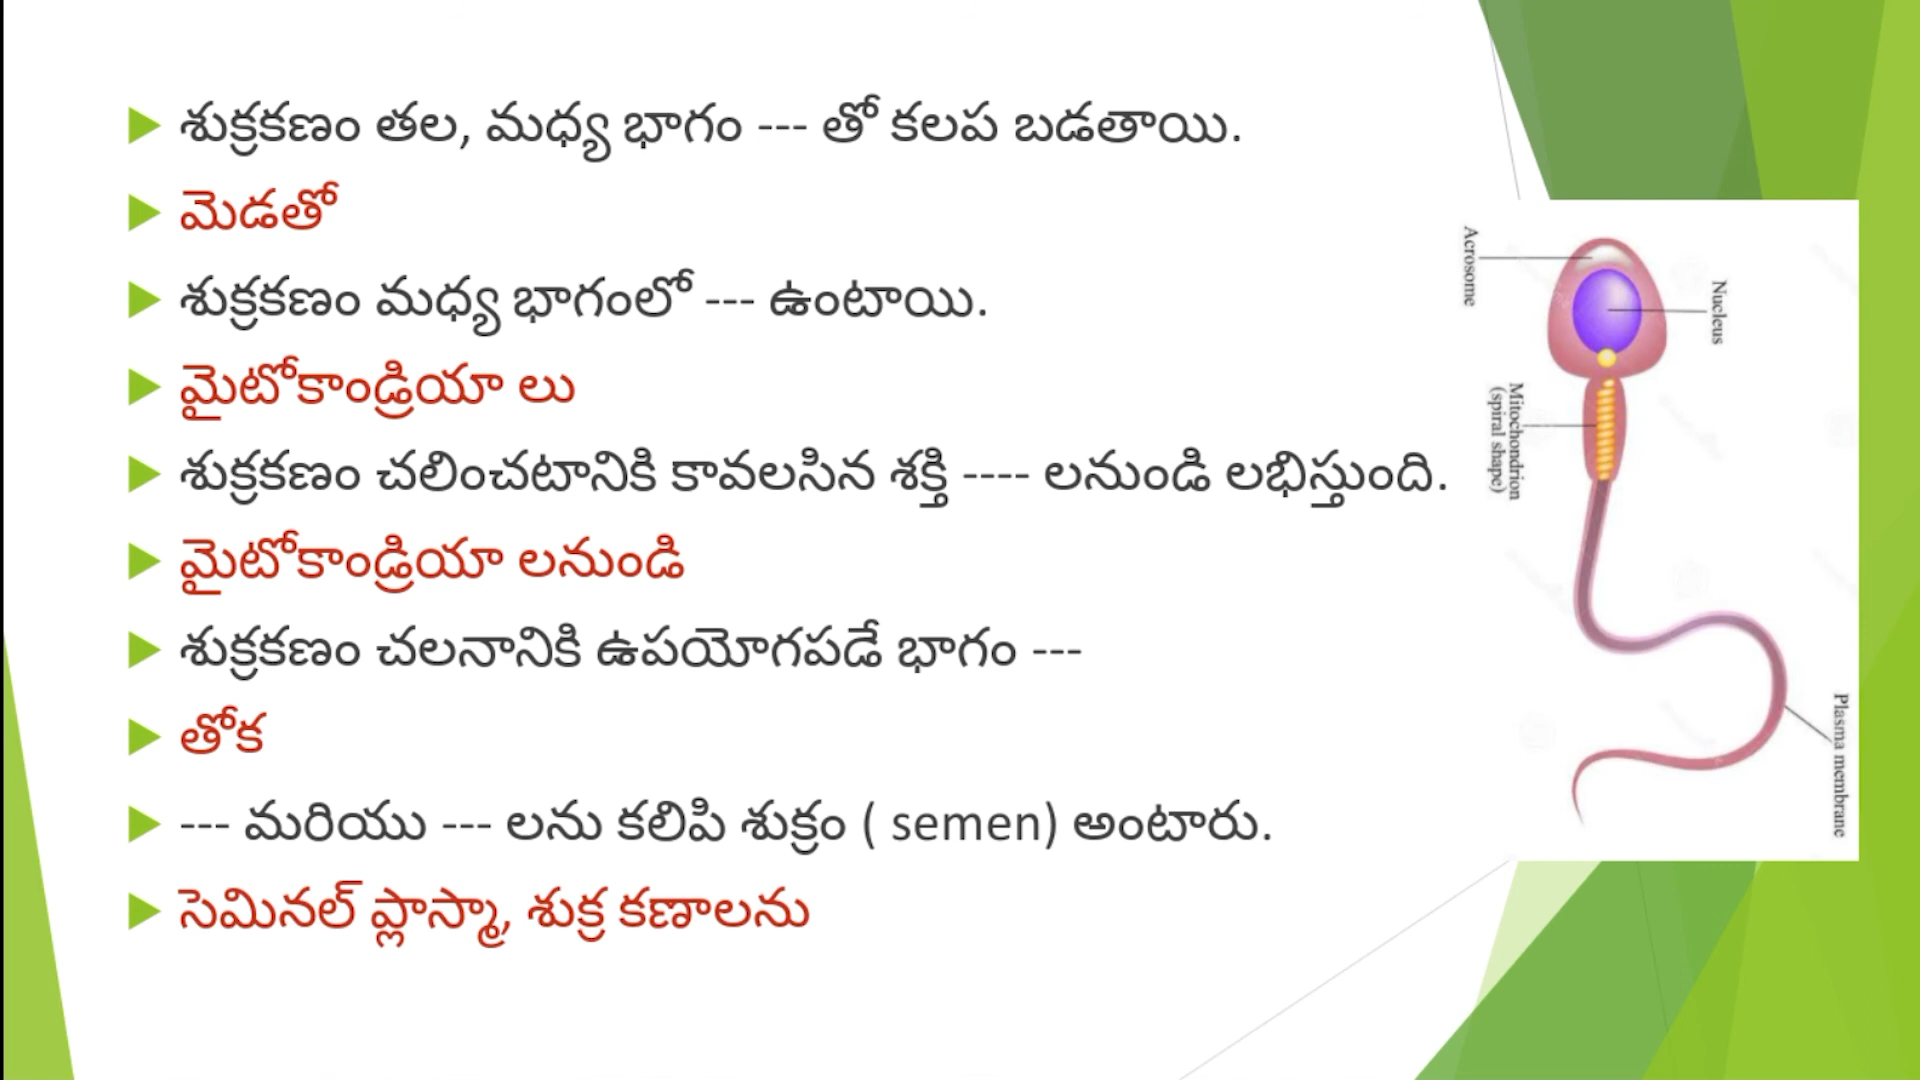 శుక్రకణం తల, మధ్య భాగం --- తో కలప బడతాయి.
మెడతో
శుక్రకణం మధ్య భాగంలో --- ఉంటాయి.
మైటోకాండ్రియా లు
శుక్రకణం చలించటానికి కావలసిన శక్తి ---- లనుండి లభిస్తుంది.
మైటోకాండ్రియా లనుండి
శుక్రకణం చలనానికి ఉపయోగపడే భాగం ---
తోక
--- మరియు --- లను కలిపి శుక్రం ( semen) అంటారు.
సెమినల్ ప్లాస్మా, శుక్ర కణాలను
Acrosome
Nucleus
Mitochondrion
(spiral shape)
Plasma membrane